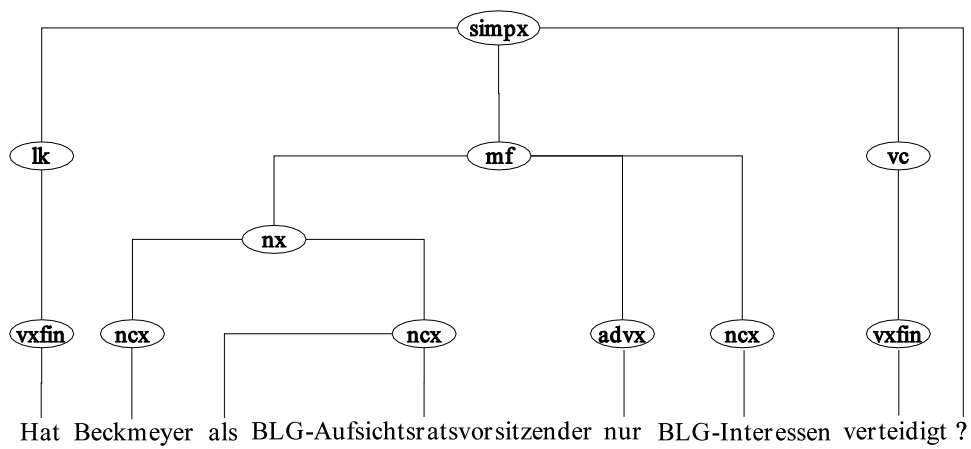 simpx
lk mf vc
nx
vxfin ncx ncx advx ncx vxfin
Hat Beckmeyer als BLG-Aufsichtsratsvorsitzender nur BLG-Interessen verteidigt ?